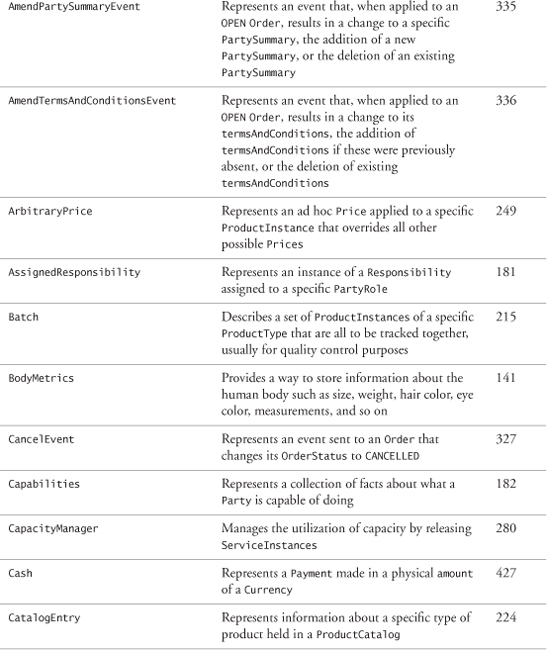 AmendPartySummaryEvent Represents an event that, when applied to an 335
OPEN Order, results in a change to a specific
PartySummary, the addition of a new
PartySummary, or the deletion of an existing
PartySummary
AmendTermsAndConditionsEvent Represents an event that, when applied to an 336
OPEN Order, results in a change to its
termsAndConditions, the addition of
termsAndConditions if these were previously
absent, or the deletion of existing
termsAndConditions
ArbitraryPrice Represents an ad hoc Price applied to a specific 249
ProductInstance that overrides all other
possible Prices
AssignedResponsibility Represents an instance of a Responsibility 181
assigned to a specific PartyRole
Batch Describes a set of ProductInstances of a specific 215
ProductType that are all to be tracked together,
usually for quality control purposes
BodyMetrics Provides a way to store information about the 141
human body such as size, weight, hair color, eye
color, measurements, and so on
CancelEvent Represents an event sent to an Order that 327
changes its OrderStatus to CANCELLED
Capabilities Represents a collection of facts about what a 182
Party is capable of doing
CapacityManager Manages the utilization of capacity by releasing 280
ServiceInstances
Cash Represents a Payment made in a physical amount 427
of a Currency
CatalogEntry Represents information about a specific type of 224
product held in a ProductCatalog